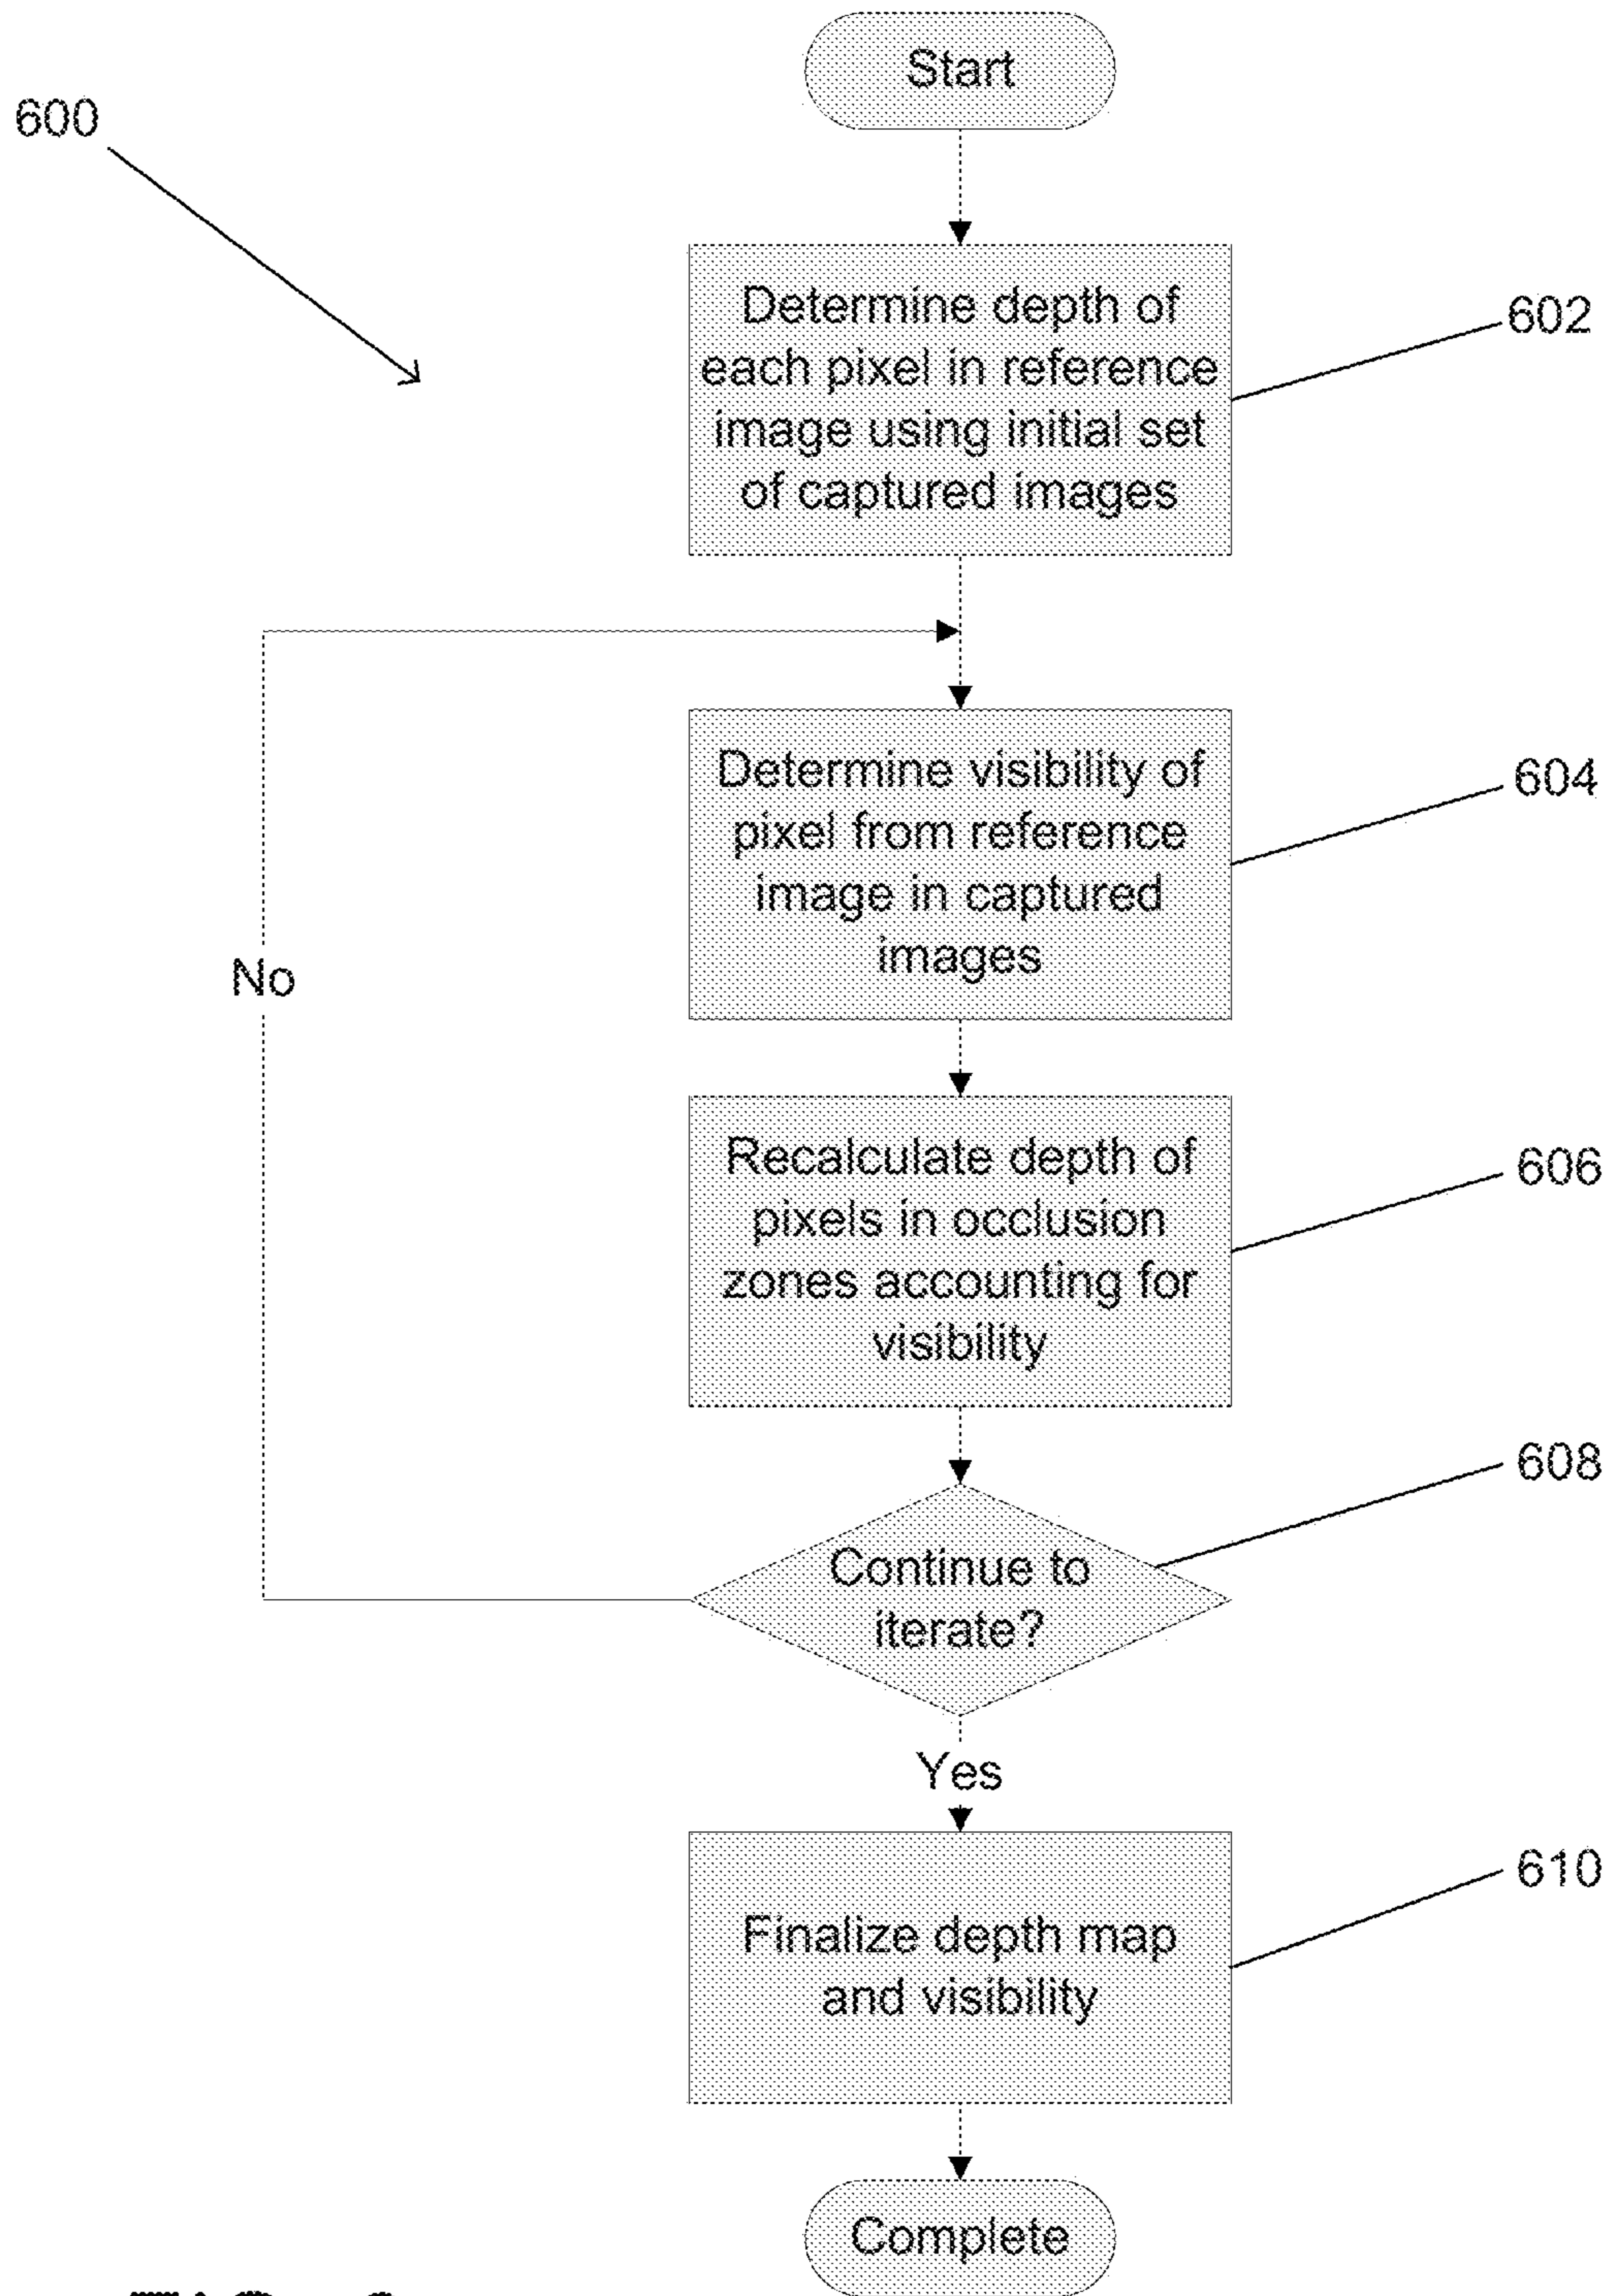 Start
600
Determine depth of
each pixel in reference
image using initial set
of captured images
602
Determine visibility of
pixel from reference
image in captured
images
604
No
Recalculate depth of
pixels in occlusion
zones accounting for
visibility
606
Continue to
iterate?
608
Yes
Finalize depth map
and visibility
610
Complete